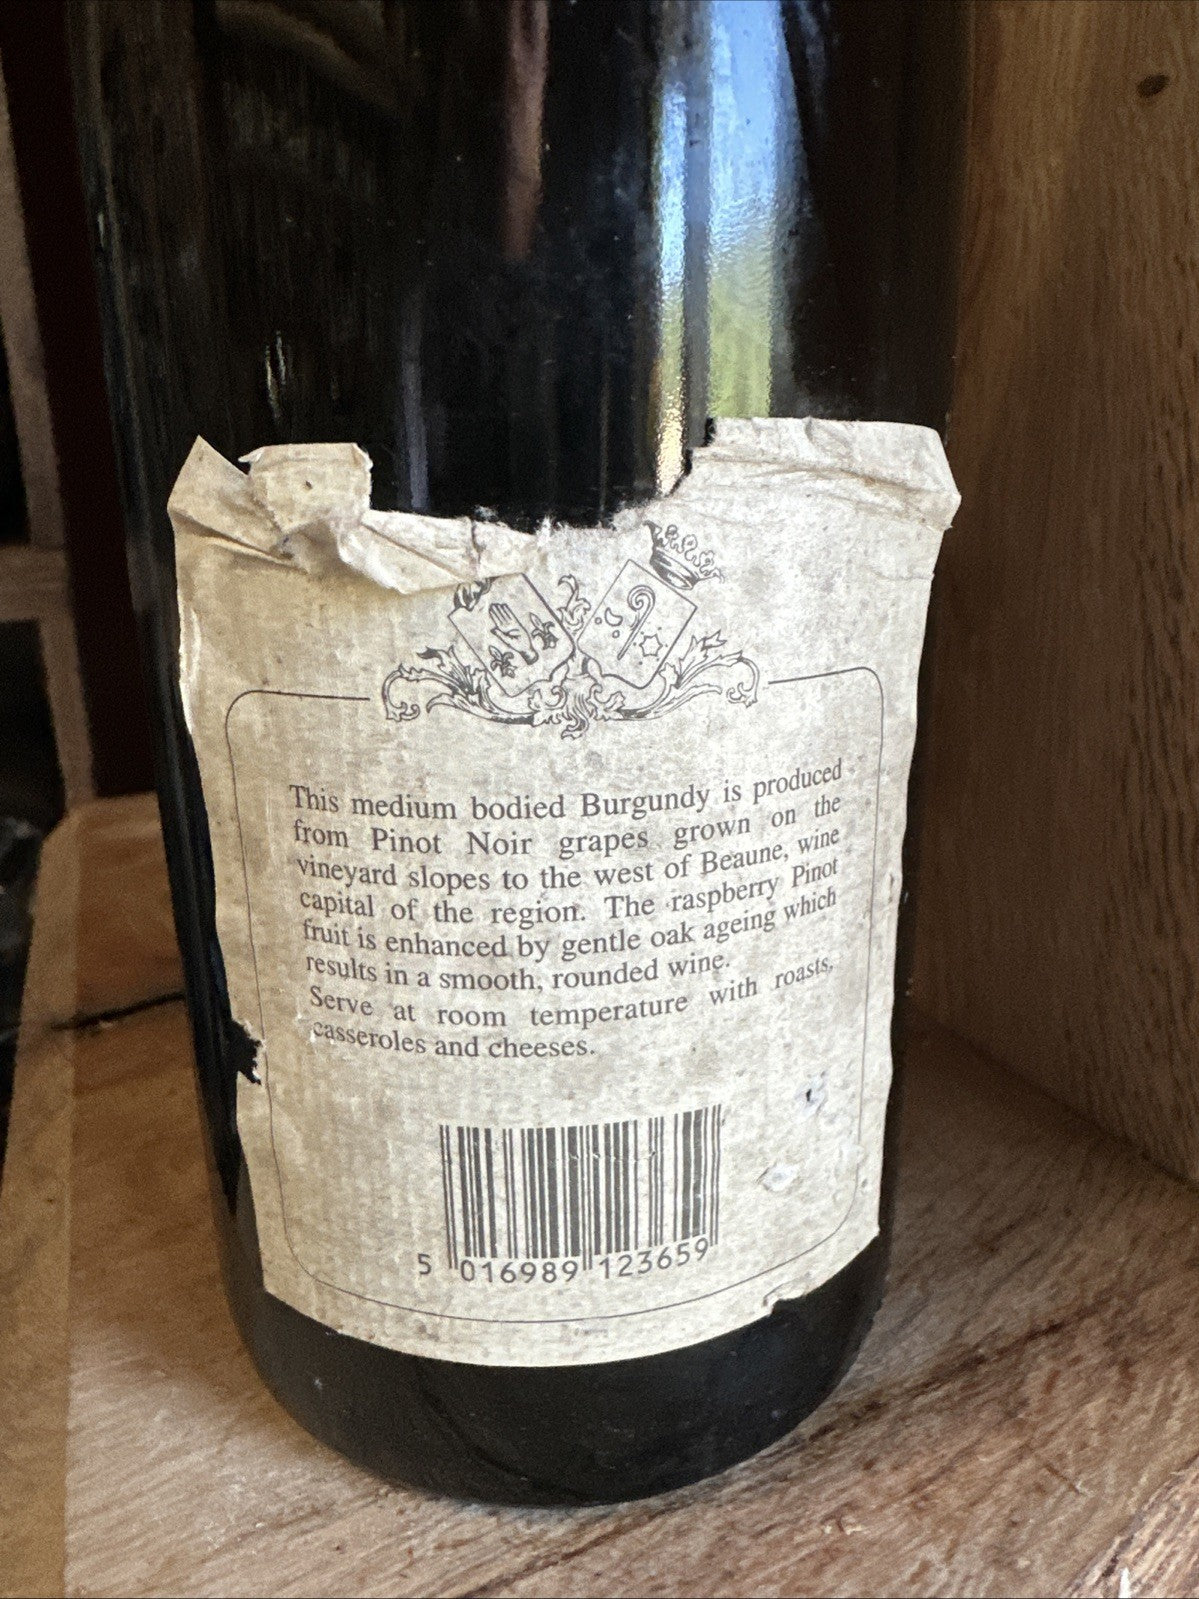 This medium bodied Burgundy is produced
from Pinot Noir grapes grown on the
vineyard slopes to the west of Beaune, wine
capital of the region. The raspberry Pinot
fruit is enhanced by gentle oak ageing which
results in a smooth, rounded wine.
Serve at room temperature with roasts,
casseroles and cheeses.
5 016989 123659